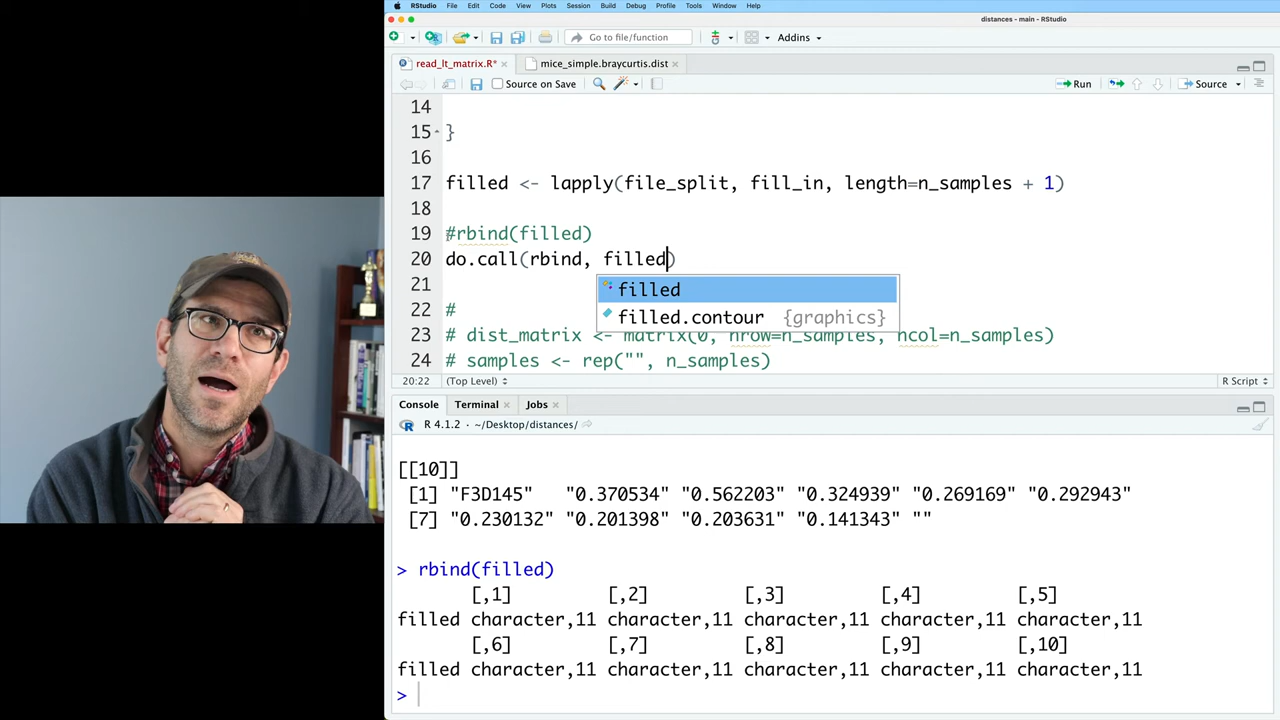 RStudio File Edit Code View Plots Session Build Debug Profile Tools Window Help
distances - main - RStudio
Go to file/function Addins
read_lt_matrix.R* mice_simple.braycurtis.dist
Source on Save Run Source
14
15 }
16
17 filled <- lapply(file_split, fill_in, length=n_samples + 1)
18
19 #rbind(filled)
20 do.call(rbind, filled)
21
filled
22 #
filled.contour {graphics}
23 # dist_matrix <- matrix(0, nrow=n_samples, ncol=n_samples)
24 # samples <- rep("", n_samples)
20:22 (Top Level) R Script
Console Terminal Jobs
R 4.1.2 · ~/Desktop/distances/
[[10]]
[1] "F3D145" "0.370534" "0.562203" "0.324939" "0.269169" "0.292943"
[7] "0.230132" "0.201398" "0.203631" "0.141343" ""
> rbind(filled)
[,1] [,2] [,3] [,4] [,5]
filled character,11 character,11 character,11 character,11 character,11
[,6] [,7] [,8] [,9] [,10]
filled character,11 character,11 character,11 character,11 character,11
>